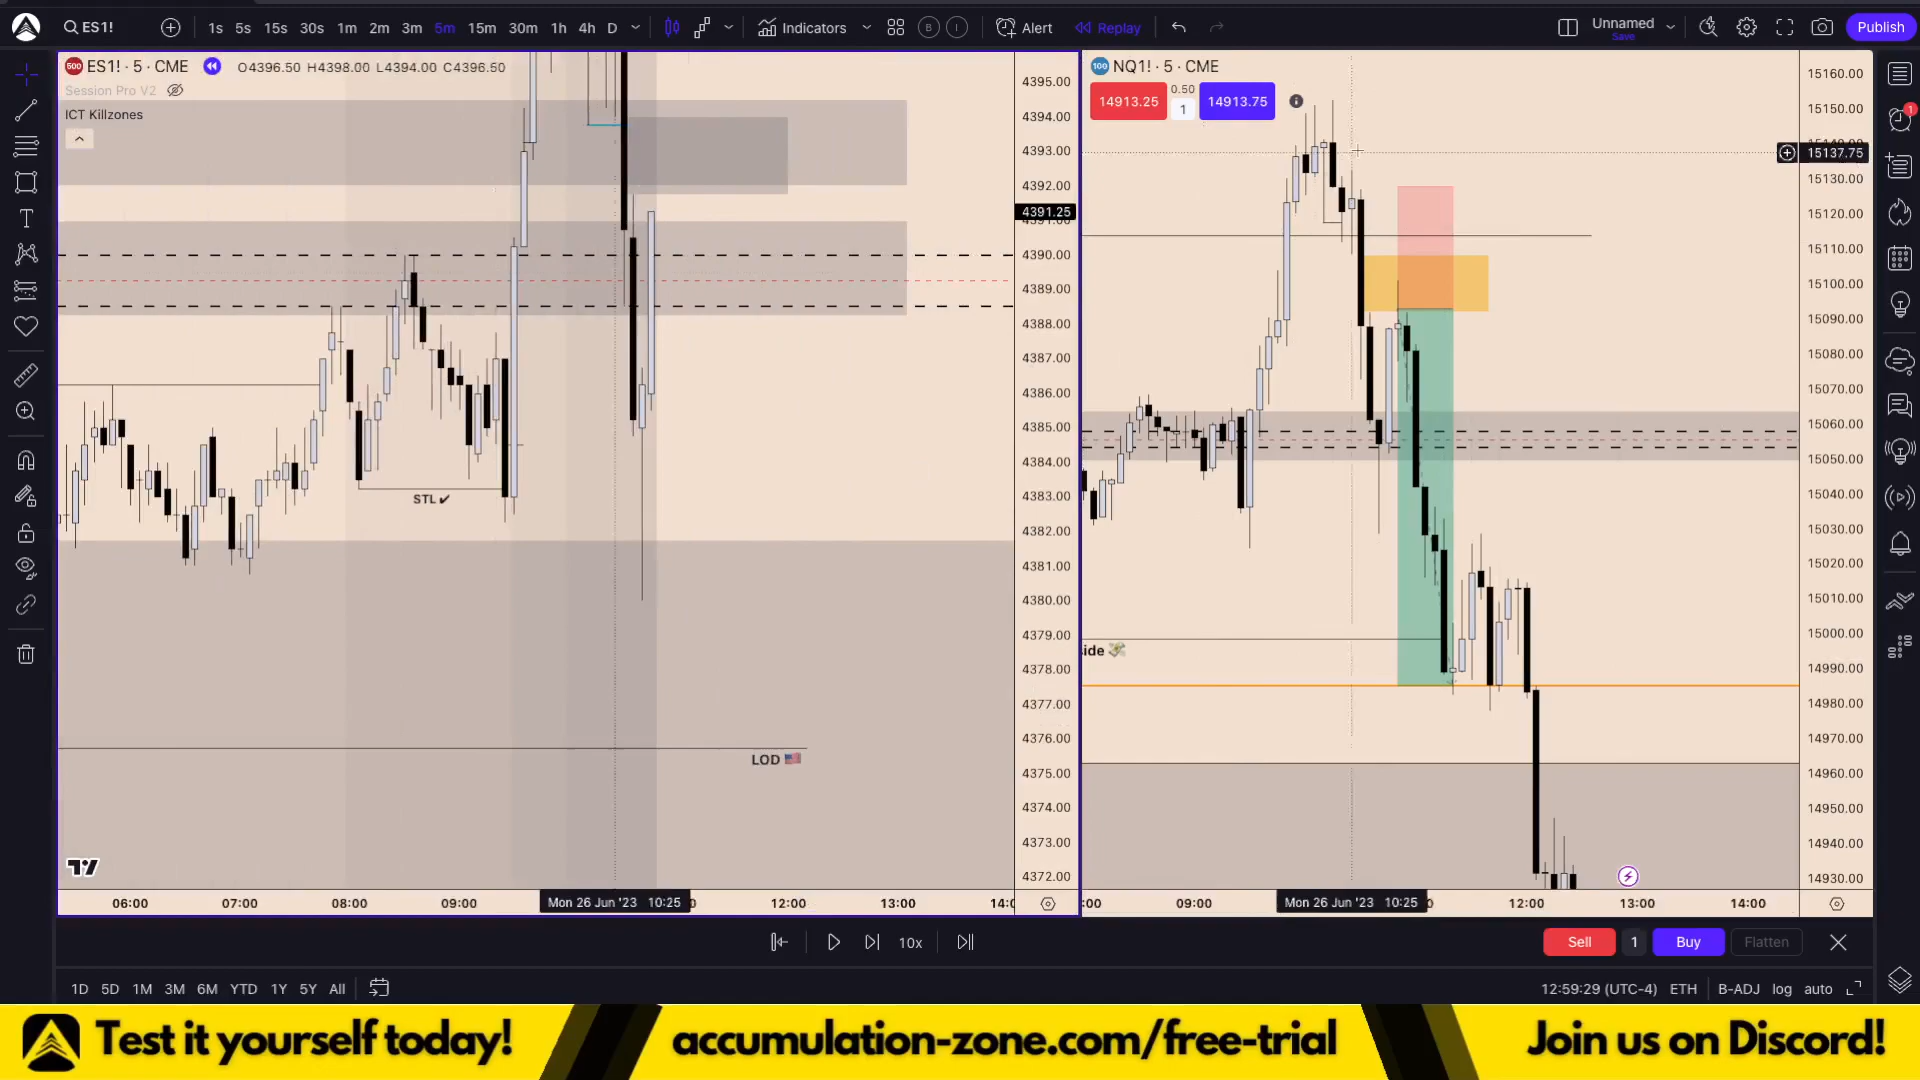 ES1!
1s 5s 15s 30s 1m 2m 3m 5m 15m 30m 1h 4h D
Indicators
B I
Alert
Replay
Unnamed
Save
Publish
500 ES1! · 5 · CME O4396.50 H4398.00 L4394.00 C4396.50
Session Pro V2
ICT Killzones
STL ✔
LOD 🇺🇸
4395.00
4394.00
4393.00
4392.00
4391.25
4390.00
4389.00
4388.00
4387.00
4386.00
4385.00
4384.00
4383.00
4382.00
4381.00
4380.00
4379.00
4378.00
4377.00
4376.00
4375.00
4374.00
4373.00
4372.00
06:00 07:00 08:00 09:00 Mon 26 Jun '23 10:25 12:00 13:00 14:0
100 NQ1! · 5 · CME
14913.25 0.50 1 14913.75
side 💸
15160.00
15150.00
15137.75
15130.00
15120.00
15110.00
15100.00
15090.00
15080.00
15070.00
15060.00
15050.00
15040.00
15030.00
15020.00
15010.00
15000.00
14990.00
14980.00
14970.00
14960.00
14950.00
14940.00
14930.00
:00 09:00 Mon 26 Jun '23 10:25 12:00 13:00 14:00
1
10x
Sell 1 Buy Flatten
1D 5D 1M 3M 6M YTD 1Y 5Y All
12:59:29 (UTC-4) ETH B-ADJ log auto
Test it yourself today! accumulation-zone.com/free-trial Join us on Discord!